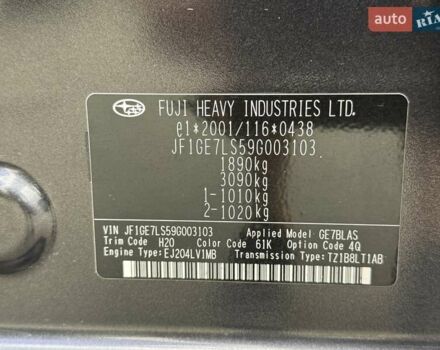 auto RIA
FUJI HEAVY INDUSTRIES LTD.
e1*2001/116*0438
JF1GE7LS59G003103
1890kg
3090kg
1-1010kg
2-1020kg
VIN JF1GE7LS59G003103 Applied Model GE7BLAS
Trim Code H20 Color Code 61K Option Code 4Q
Engine Type: EJ204LV1MB Transmission Type: TZ1B8LT1AB